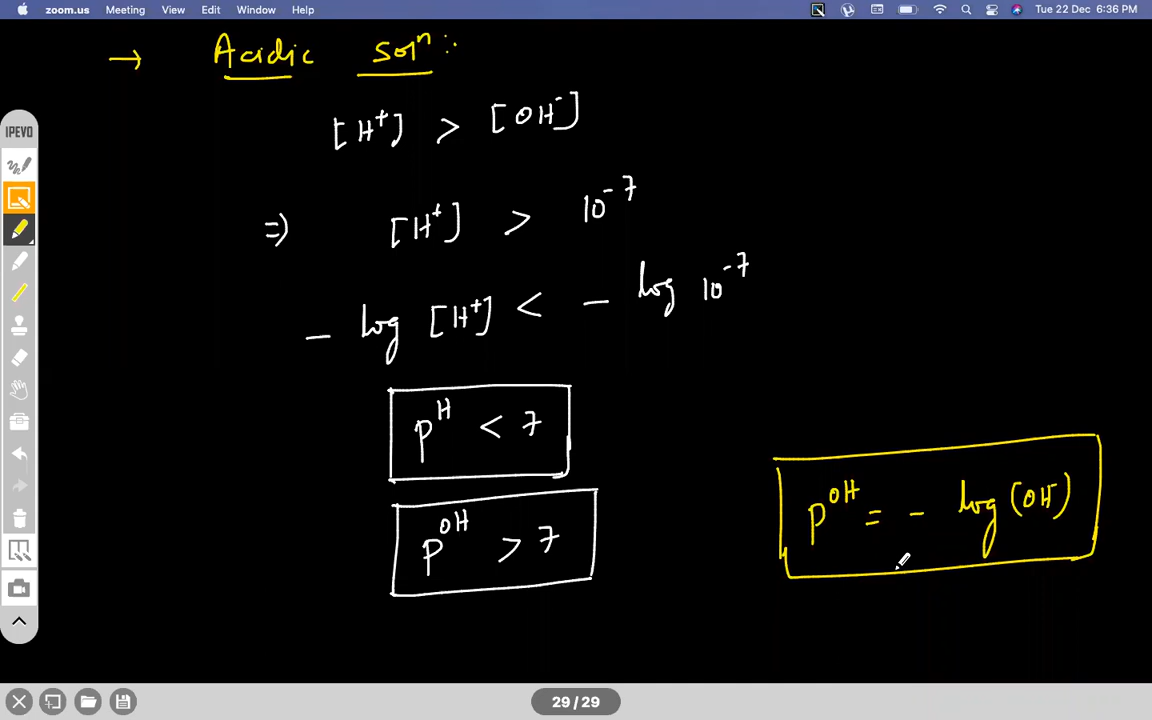 zoom.us Meeting View Edit Window Help Tue 22 Dec 6:36 PM
→ Acidic solⁿ :
[H⁺] > [OH⁻]
IPEVO
⇒ [H⁺] > 10⁻⁷
− log [H⁺] < − log 10⁻⁷
pᴴ < 7
pᴼᴴ > 7
pᴼᴴ = − log (OH⁻)
29 / 29